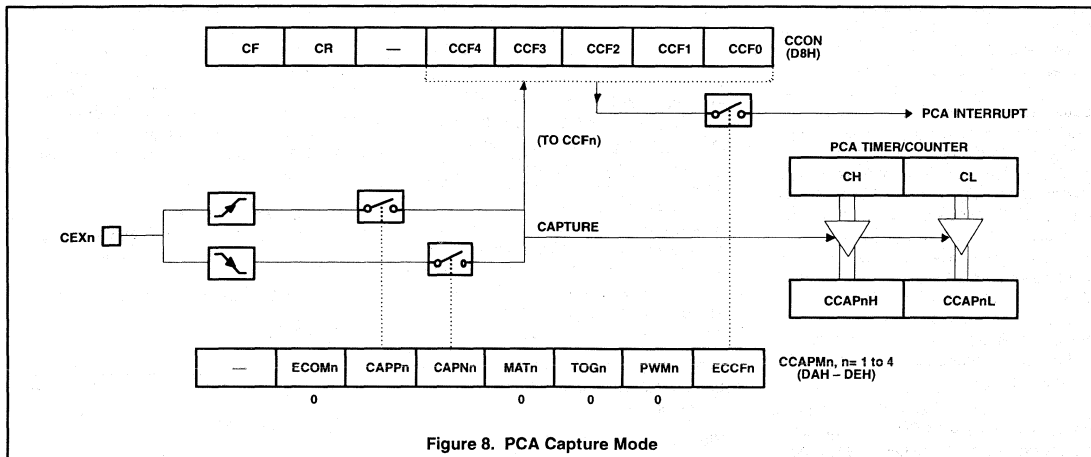 CF CR — CCF4 CCF3 CCF2 CCF1 CCF0 CCON
(D8H)
PCA INTERRUPT
(TO CCFn)
PCA TIMER/COUNTER
CH CL
CEXn
CAPTURE
CCAPnH CCAPnL
— ECOMn CAPPn CAPNn MATn TOGn PWMn ECCFn CCAPMn, n= 1 to 4
(DAH – DEH)
0 0 0 0
Figure 8. PCA Capture Mode